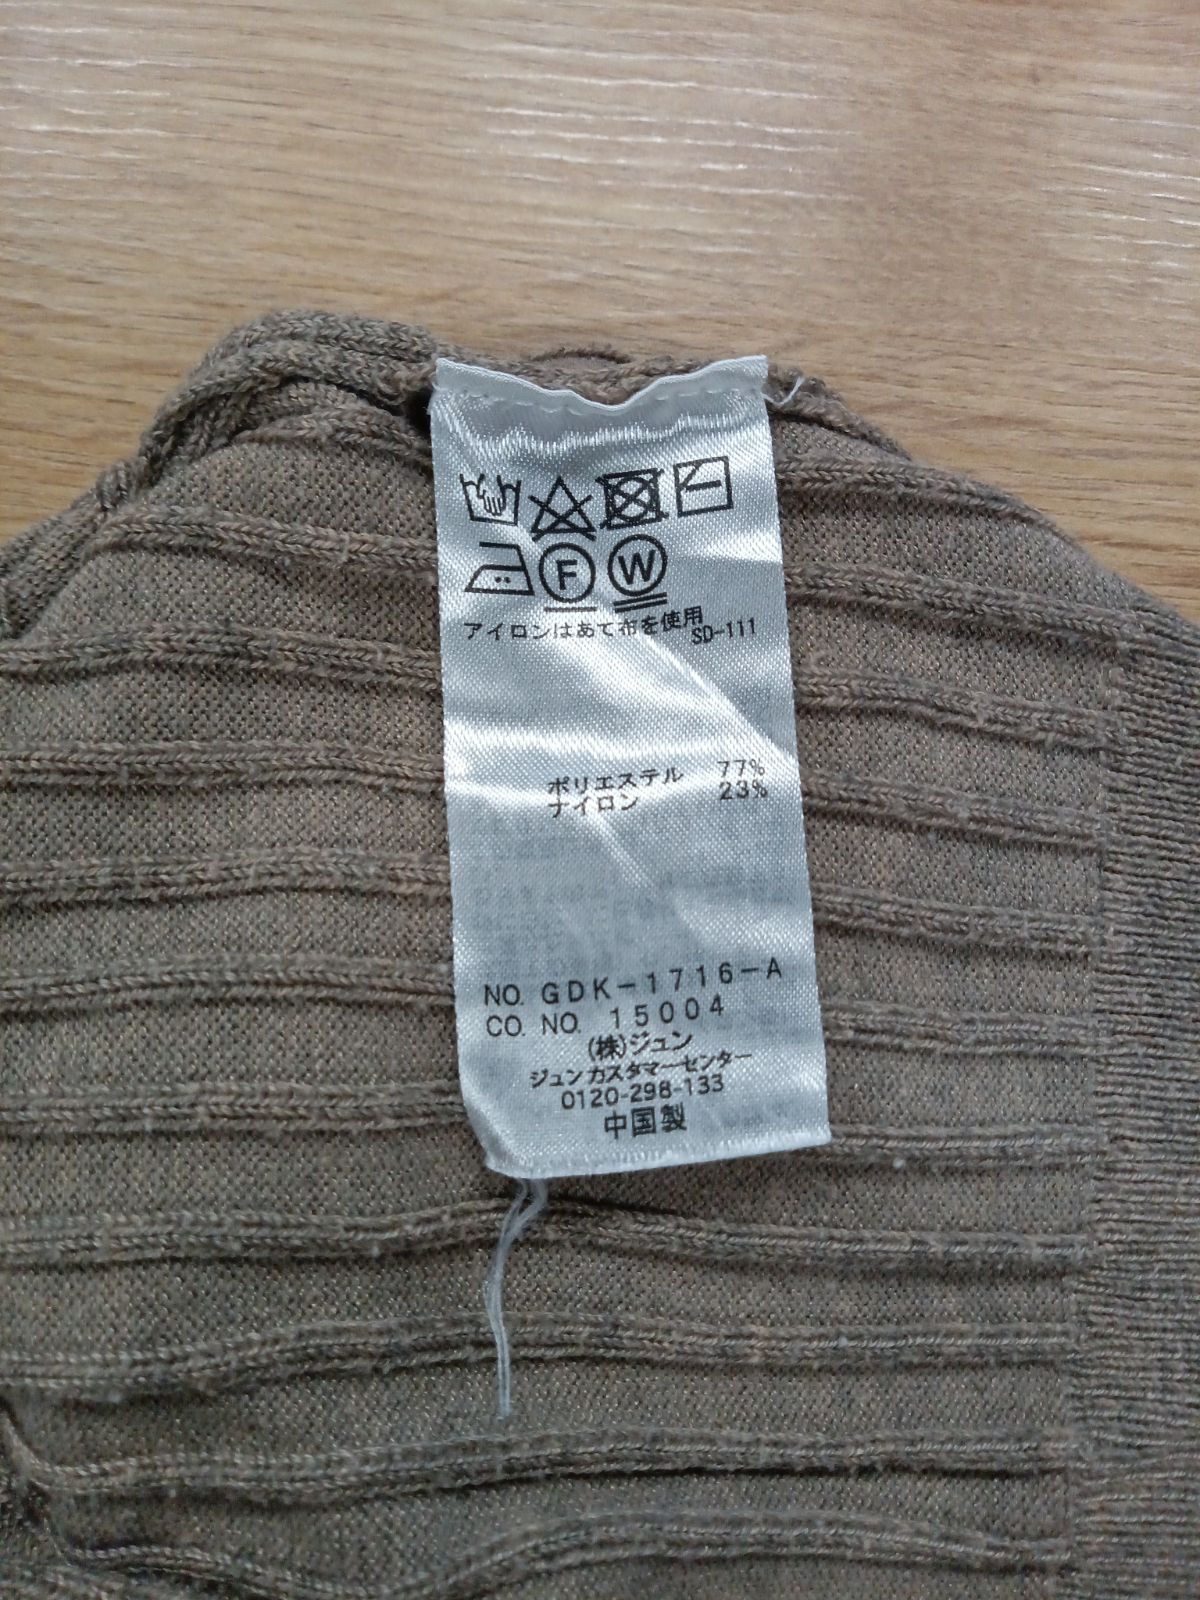 F W
アイロンはあて布を使用
SD-111
ポリエステル 77%
ナイロン 23%
NO. GDK-1716-A
CO. NO. 15004
(株)ジュン
ジュンカスタマーセンター
0120-298-133
中国製